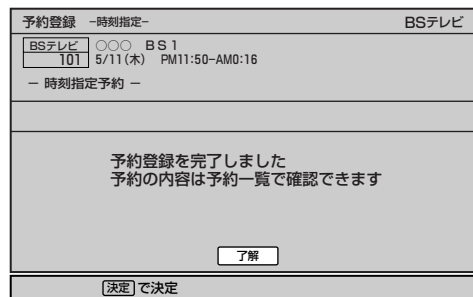 予約登録 -時刻指定- BSテレビ
BSテレビ ○○○ BS1
101 5/11(木) PM11:50-AM0:16
－ 時刻指定予約 －
予約登録を完了しました
予約の内容は予約一覧で確認できます
了解
決定 で決定